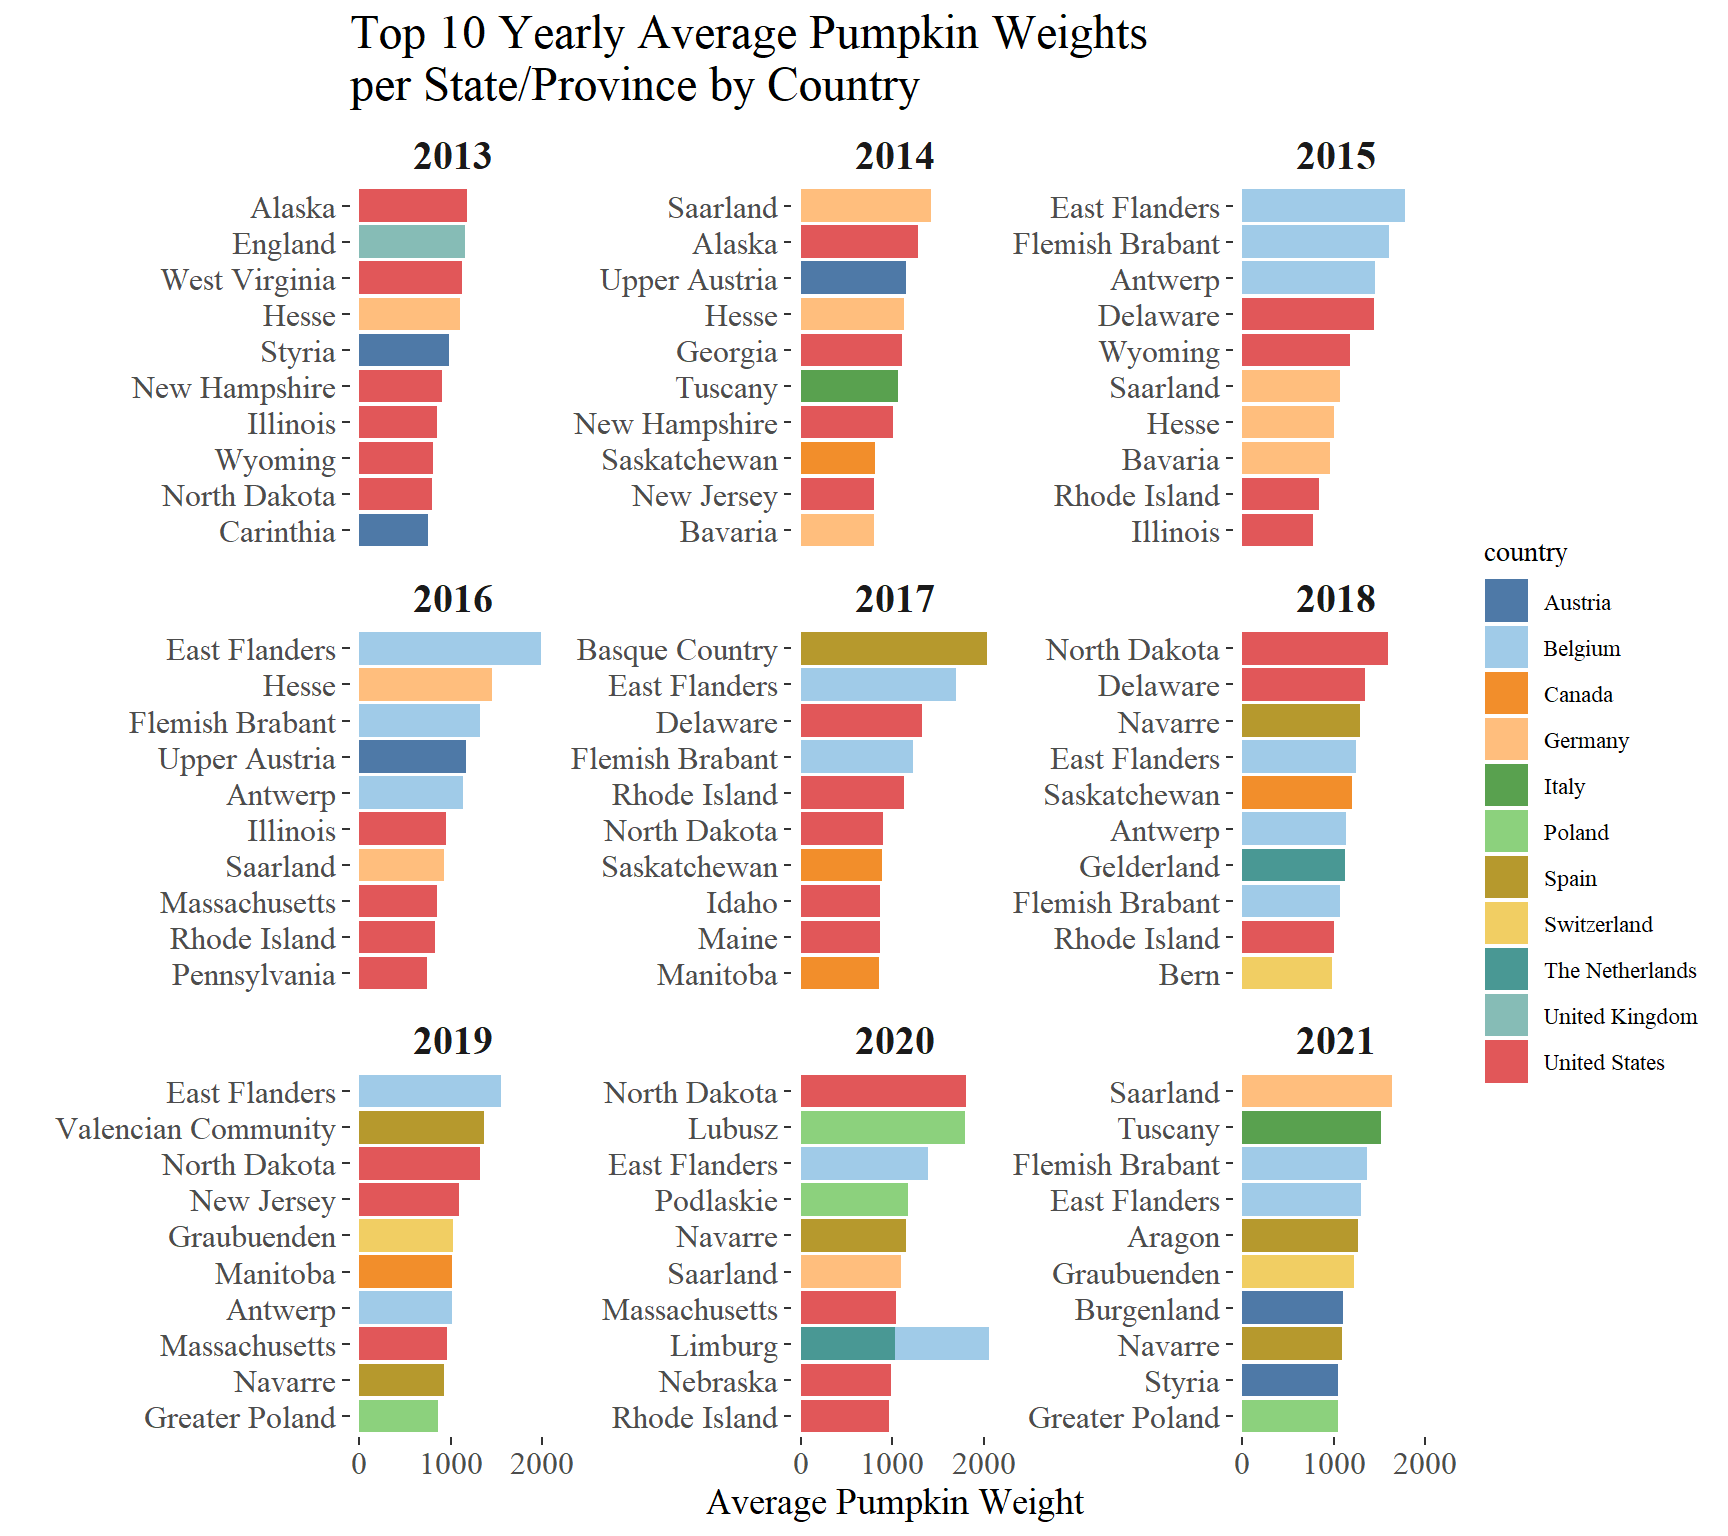 Top 10 Yearly Average Pumpkin Weights
per State/Province by Country
2013
Alaska
England
West Virginia
Hesse
Styria
New Hampshire
Illinois
Wyoming
North Dakota
Carinthia
2014
Saarland
Alaska
Upper Austria
Hesse
Georgia
Tuscany
New Hampshire
Saskatchewan
New Jersey
Bavaria
2015
East Flanders
Flemish Brabant
Antwerp
Delaware
Wyoming
Saarland
Hesse
Bavaria
Rhode Island
Illinois
2016
East Flanders
Hesse
Flemish Brabant
Upper Austria
Antwerp
Illinois
Saarland
Massachusetts
Rhode Island
Pennsylvania
2017
Basque Country
East Flanders
Delaware
Flemish Brabant
Rhode Island
North Dakota
Saskatchewan
Idaho
Maine
Manitoba
2018
North Dakota
Delaware
Navarre
East Flanders
Saskatchewan
Antwerp
Gelderland
Flemish Brabant
Rhode Island
Bern
2019
East Flanders
Valencian Community
North Dakota
New Jersey
Graubuenden
Manitoba
Antwerp
Massachusetts
Navarre
Greater Poland
0 1000 2000
2020
North Dakota
Lubusz
East Flanders
Podlaskie
Navarre
Saarland
Massachusetts
Limburg
Nebraska
Rhode Island
0 1000 2000
2021
Saarland
Tuscany
Flemish Brabant
East Flanders
Aragon
Graubuenden
Burgenland
Navarre
Styria
Greater Poland
0 1000 2000
Average Pumpkin Weight
country
Austria
Belgium
Canada
Germany
Italy
Poland
Spain
Switzerland
The Netherlands
United Kingdom
United States